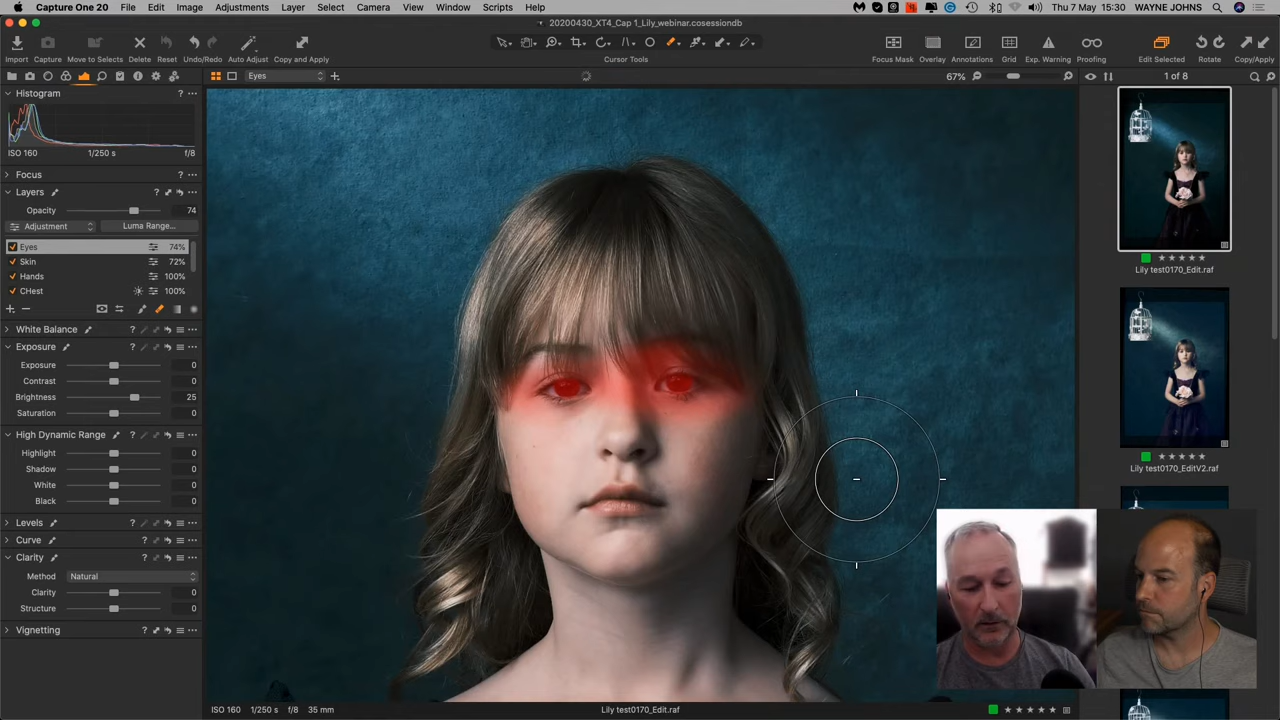 Capture One 20 File Edit Image Adjustments Layer Select Camera View Window Scripts Help
Thu 7 May 15:30 WAYNE JOHNS
20200430_XT4_Cap 1_Lily_webinar.cosessiondb
Import Capture Move to Selects Delete Reset Undo/Redo Auto Adjust Copy and Apply Cursor Tools Focus Mask Overlay Annotations Grid Exp. Warning Proofing Edit Selected Rotate Copy/Apply
Eyes 67% 1 of 8
Histogram
ISO 160 1/250 s f/8
Focus
Layers
Opacity 74
Adjustment Luma Range...
Eyes 74%
Skin 72%
Hands 100%
CHest 100%
White Balance
Exposure
Exposure 0
Contrast 0
Brightness 25
Saturation 0
High Dynamic Range
Highlight 0
Shadow 0
White 0
Black 0
Levels
Curve
Clarity
Method Natural
Clarity 0
Structure 0
Vignetting
Lily test0170_Edit.raf
Lily test0170_EditV2.raf
ISO 160 1/250 s f/8 35 mm Lily test0170_Edit.raf